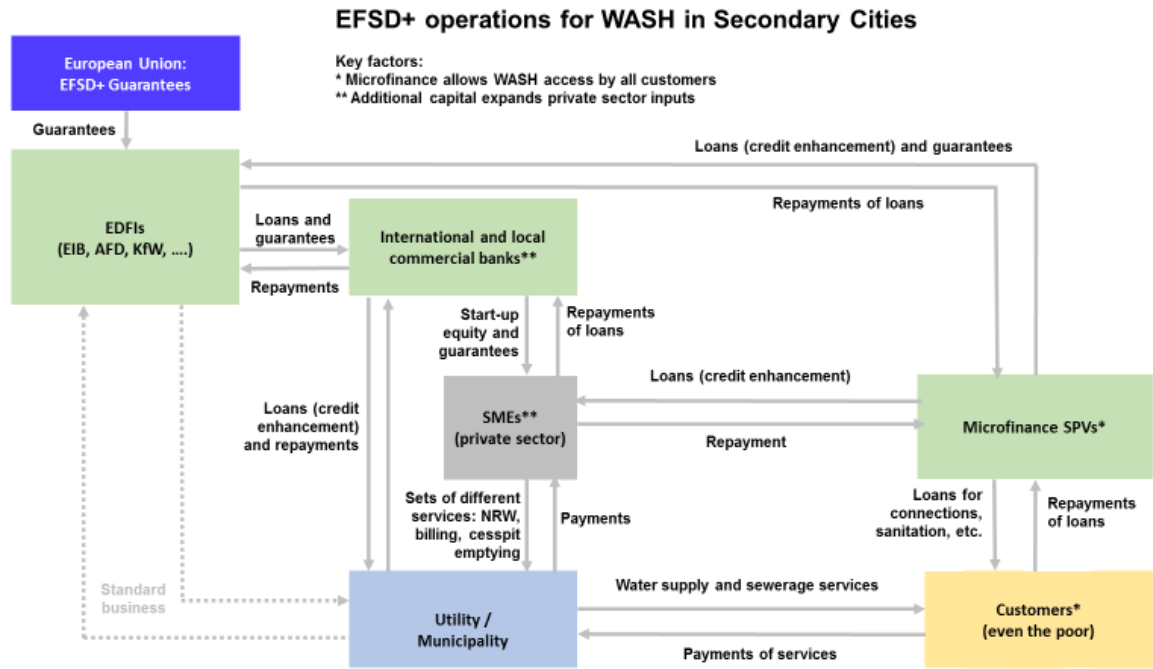 EFSD+ operations for WASH in Secondary Cities
European Union:
EFSD+ Guarantees
Key factors:
* Microfinance allows WASH access by all customers
** Additional capital expands private sector inputs
Guarantees
Loans (credit enhancement) and guarantees
Repayments of loans
EDFIs
(EIB, AFD, KfW, ....)
Loans and
guarantees
Repayments
International and local
commercial banks**
Start-up
equity and
guarantees
Repayments
of loans
Loans (credit enhancement)
Loans (credit
enhancement)
and repayments
SMEs**
(private sector)
Repayment
Microfinance SPVs*
Sets of different
services: NRW,
billing, cesspit
emptying
Payments
Loans for
connections,
sanitation, etc.
Repayments
of loans
Standard
business
Water supply and sewerage services
Utility /
Municipality
Customers*
(even the poor)
Payments of services